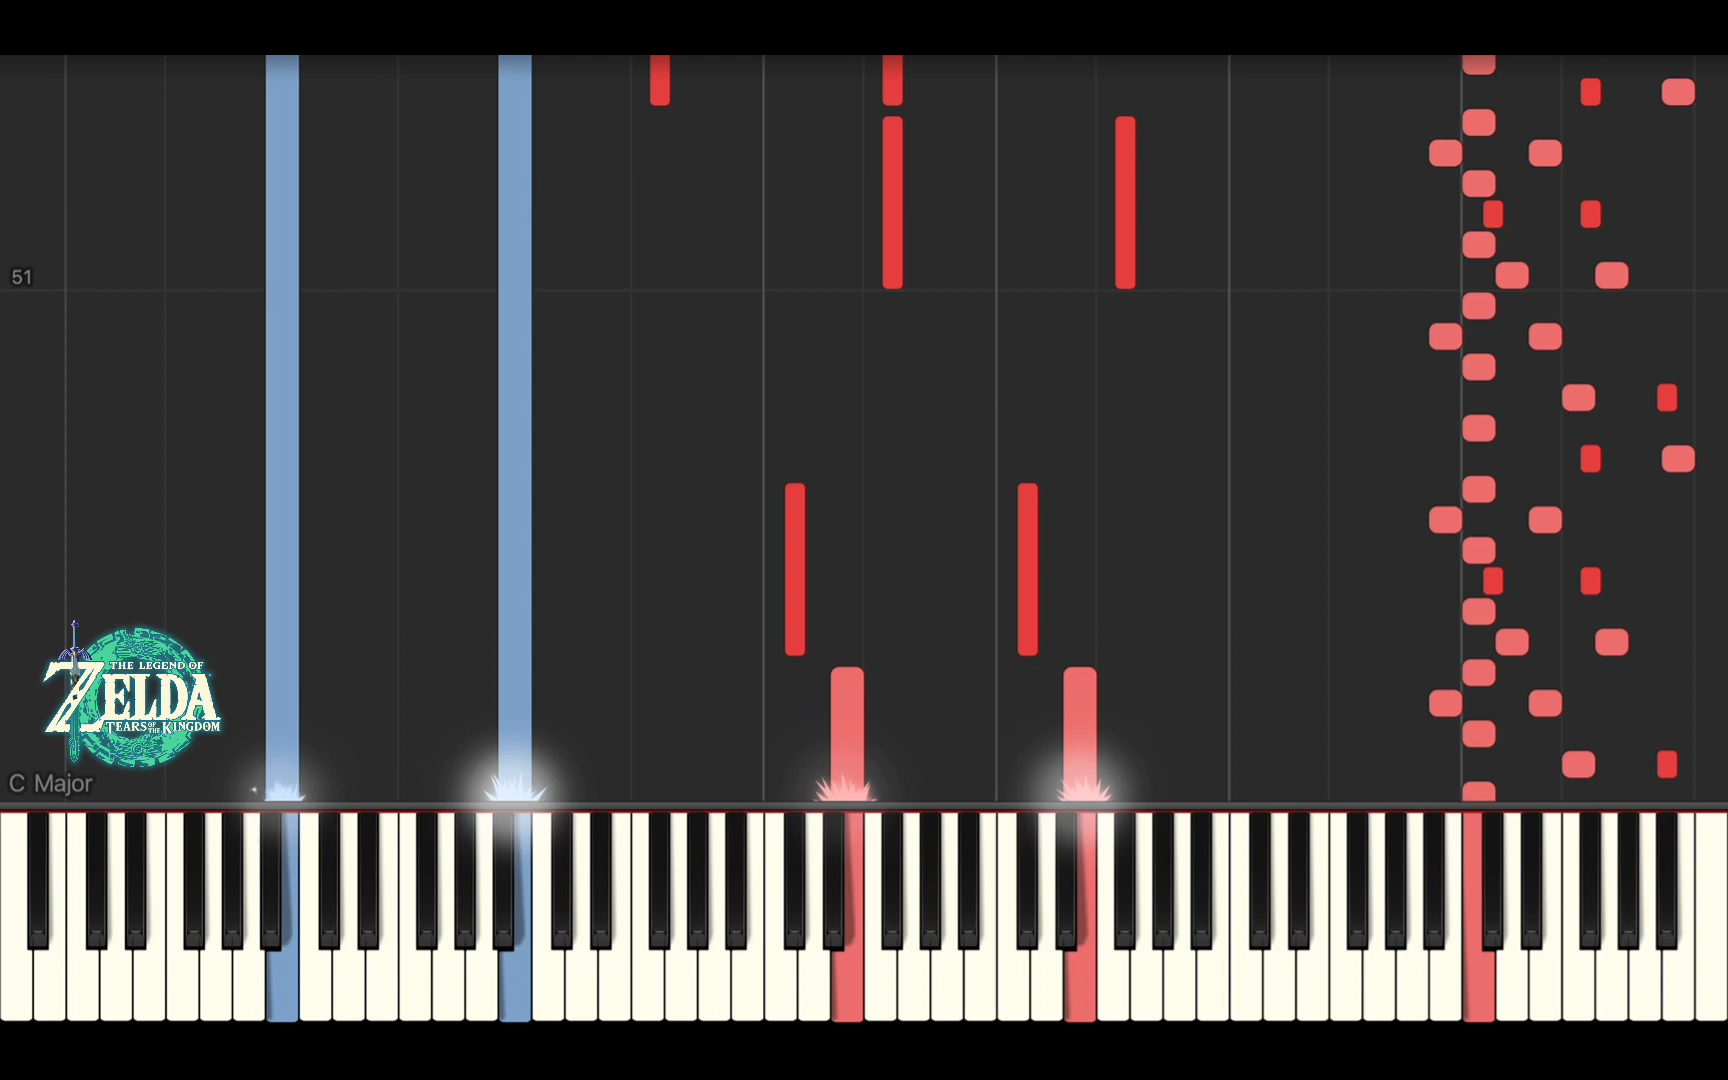 51
THE LEGEND OF
ZELDA
TEARS OF THE KINGDOM
C Major